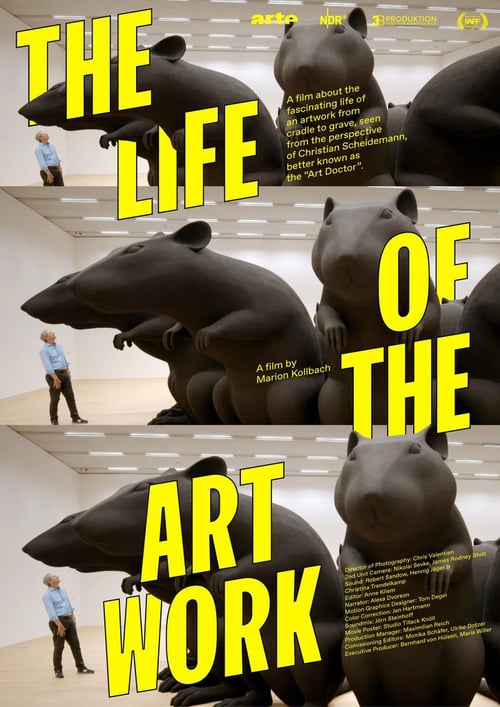 arte
NDR
3B PRODUKTION
FAFF
THE
LIFE
A film about the
fascinating life of
an artwork from
cradle to grave, seen
from the perspective
of Christian Scheidemann,
better known as
the “Art Doctor”.
OF
THE
A film by
Marion Kollbach
ART
WORK
Director of Photography: Chris Valentien
2nd Unit Camera: Nikolai Sevke, James Rodney Stolz
Sound: Robert Sandow, Hennig Jäger &
Christina Trendelkamp
Editor: Anne Kliem
Narrator: Alexa Dvorson
Motion Graphics Designer: Tom Degel
Color Correction: Jan Hartmann
Soundmix: Jörn Steinhoff
Movie Poster: Studio Tillack Knöll
Production Manager: Maximilian Reich
Comissioning Editors: Monika Schäfer, Ulrike Dotzer
Executive Producer: Bernhard von Hülsen, Maria Willer